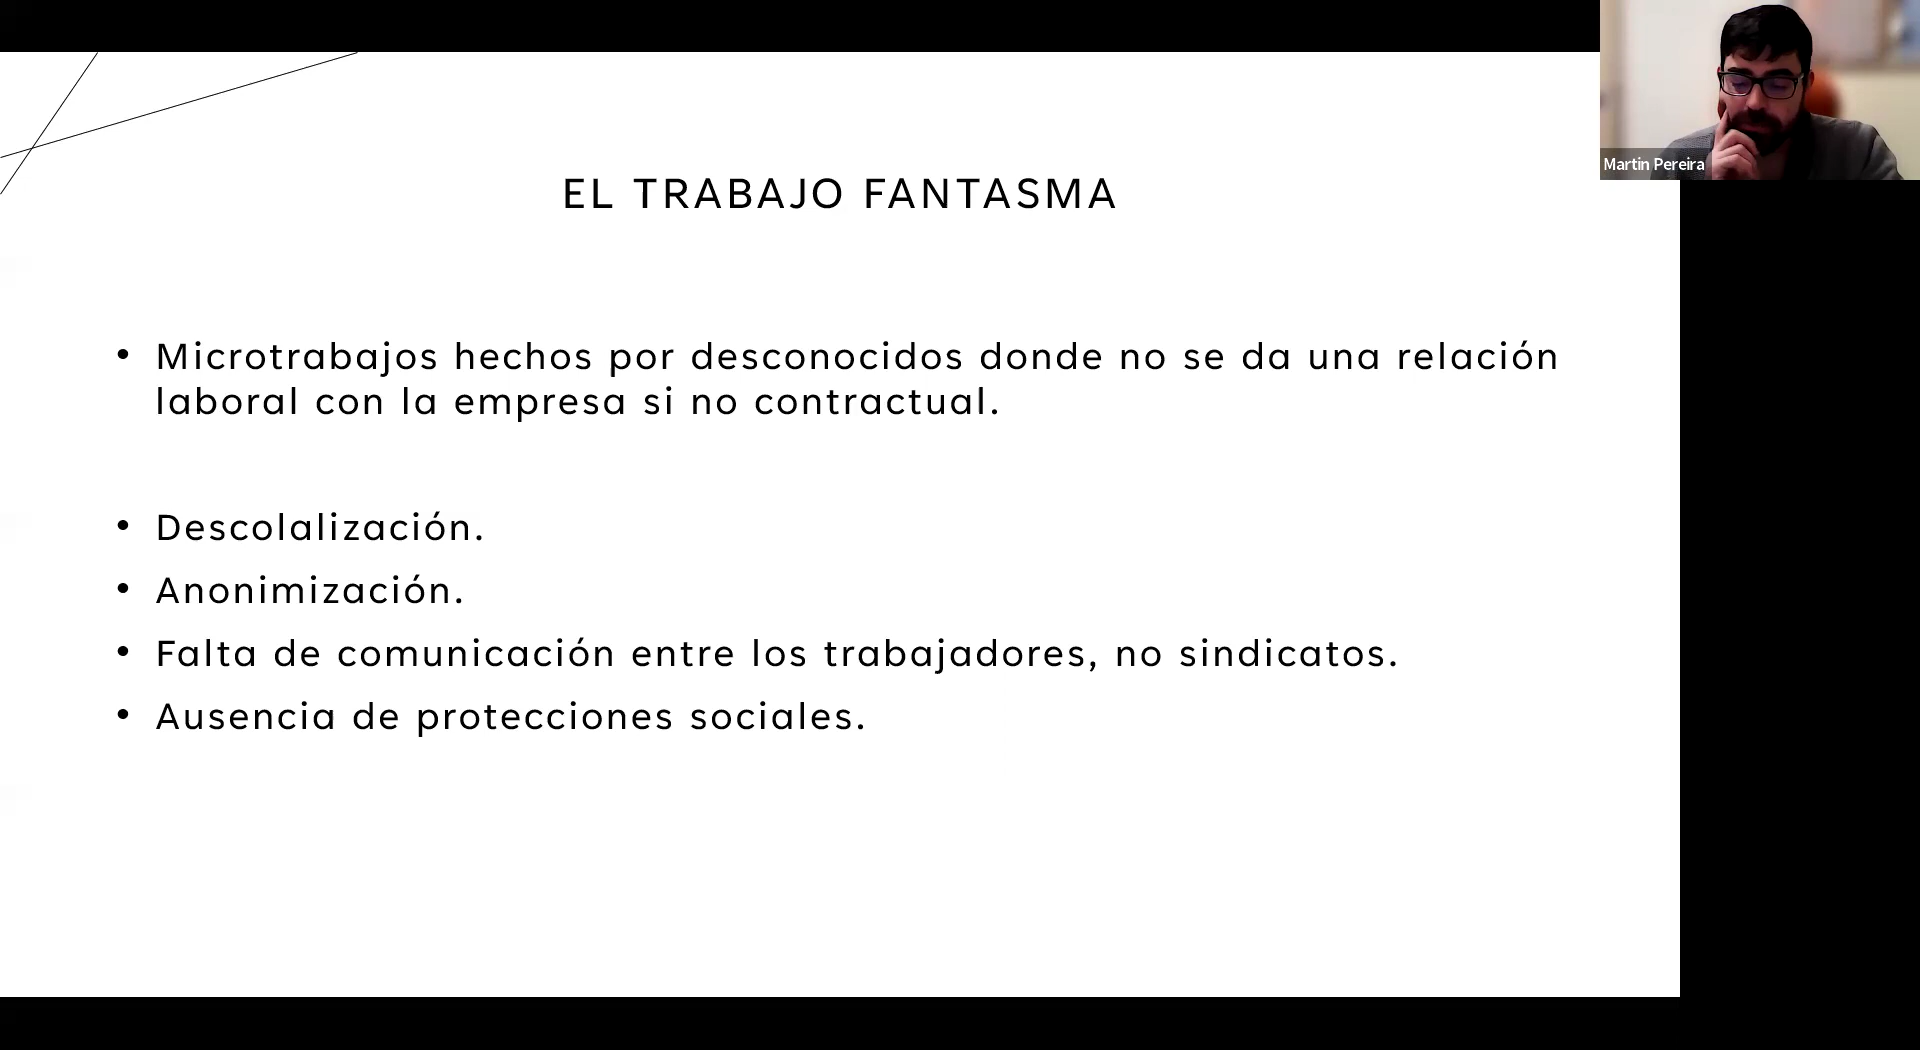 EL TRABAJO FANTASMA
• Microtrabajos hechos por desconocidos donde no se da una relación
laboral con la empresa si no contractual.
• Descolalización.
• Anonimización.
• Falta de comunicación entre los trabajadores, no sindicatos.
• Ausencia de protecciones sociales.
Martin Pereira